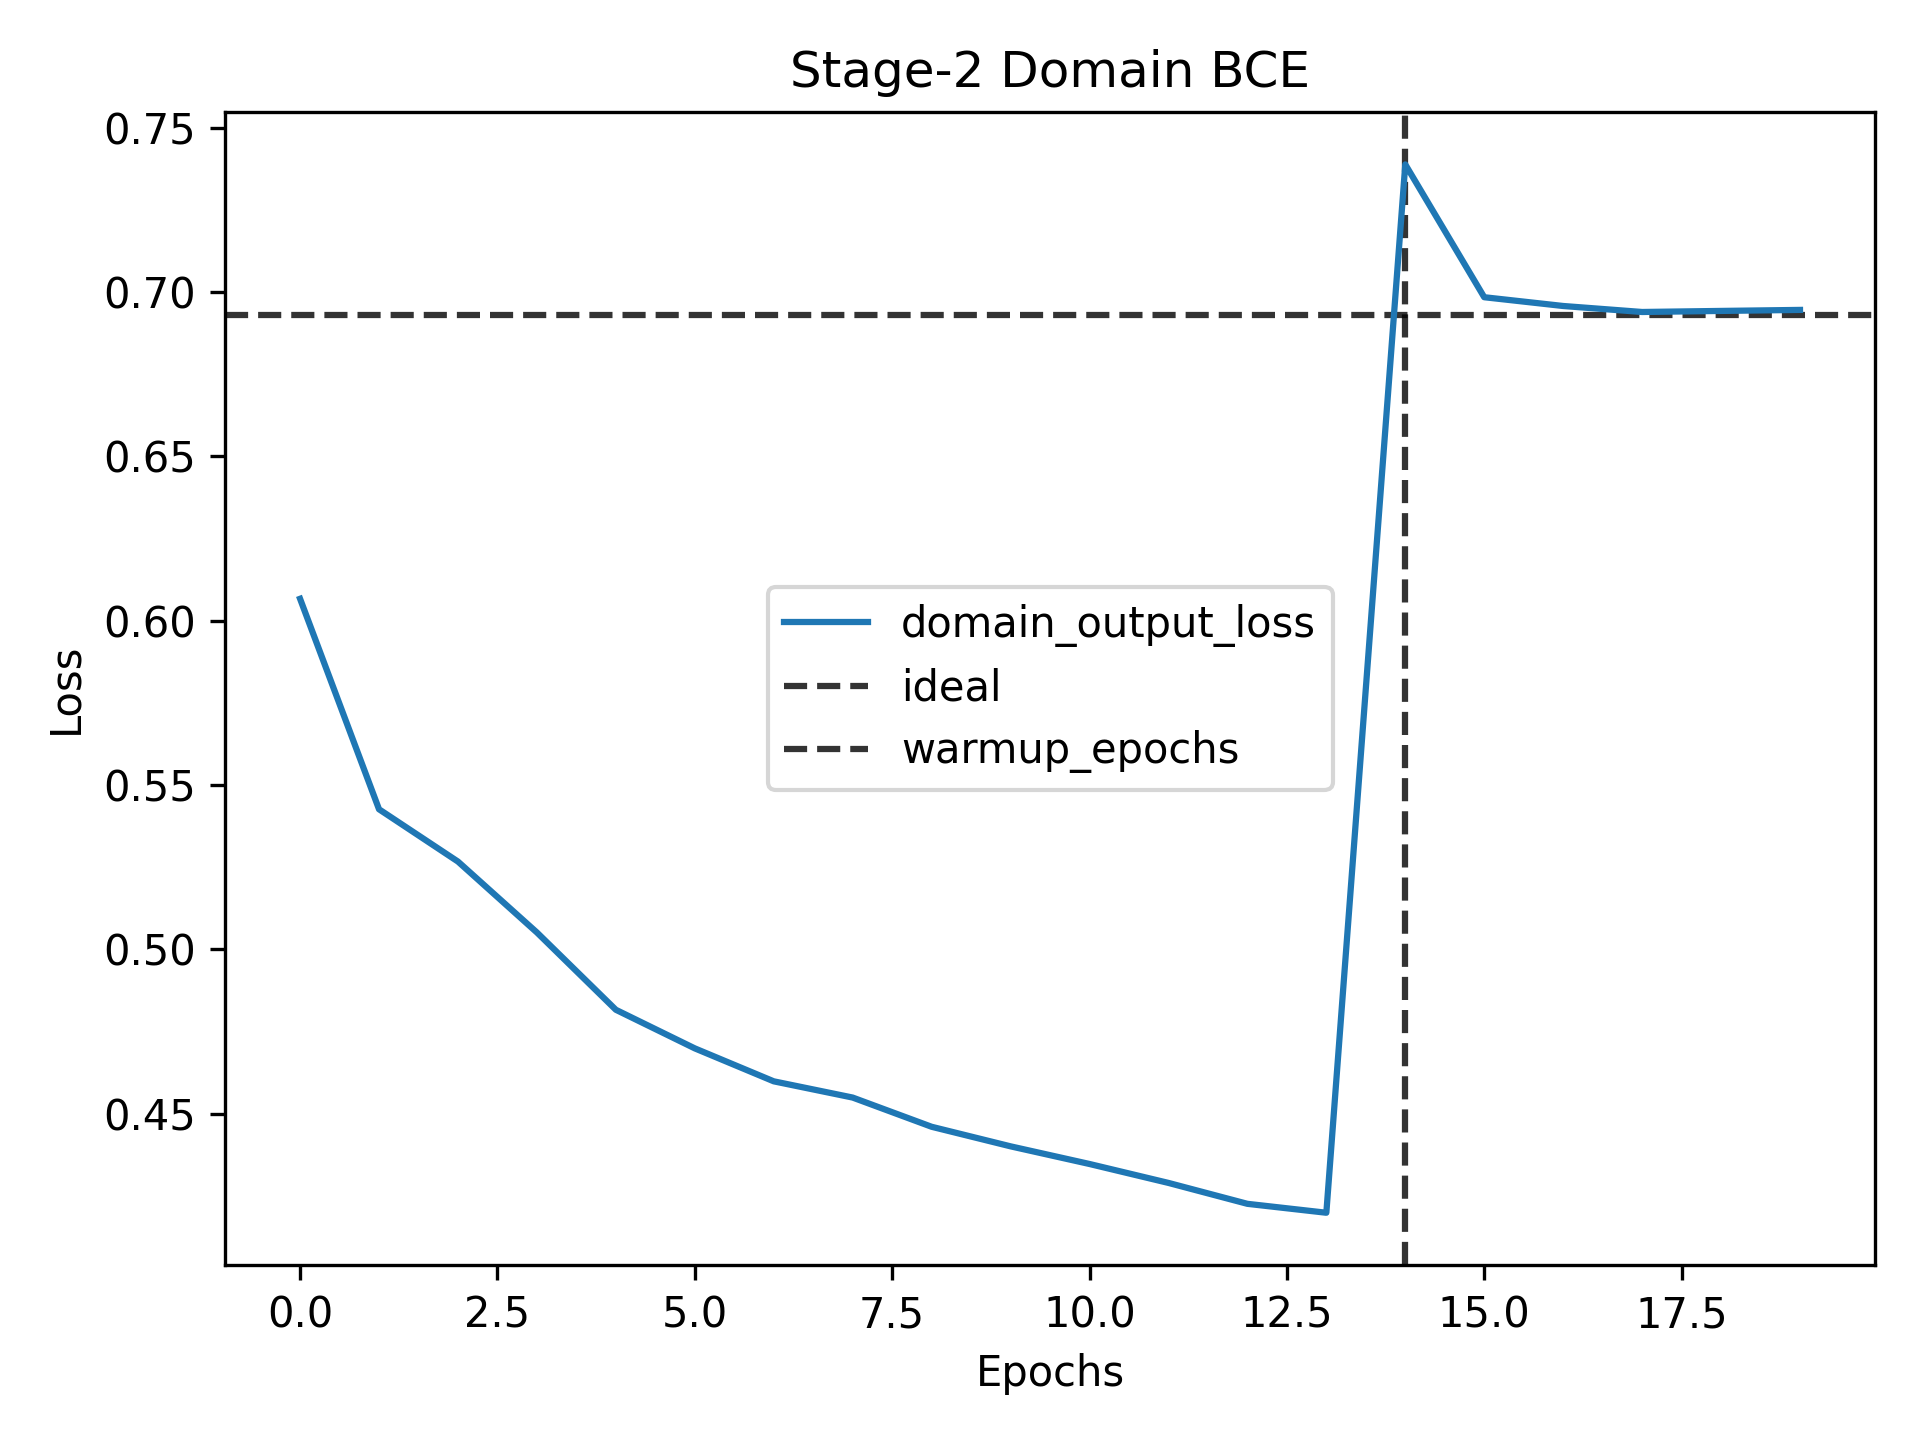 Stage-2 Domain BCE
0.75
0.70
0.65
0.60
0.55
0.50
0.45
Loss
domain_output_loss
ideal
warmup_epochs
0.0 2.5 5.0 7.5 10.0 12.5 15.0 17.5
Epochs